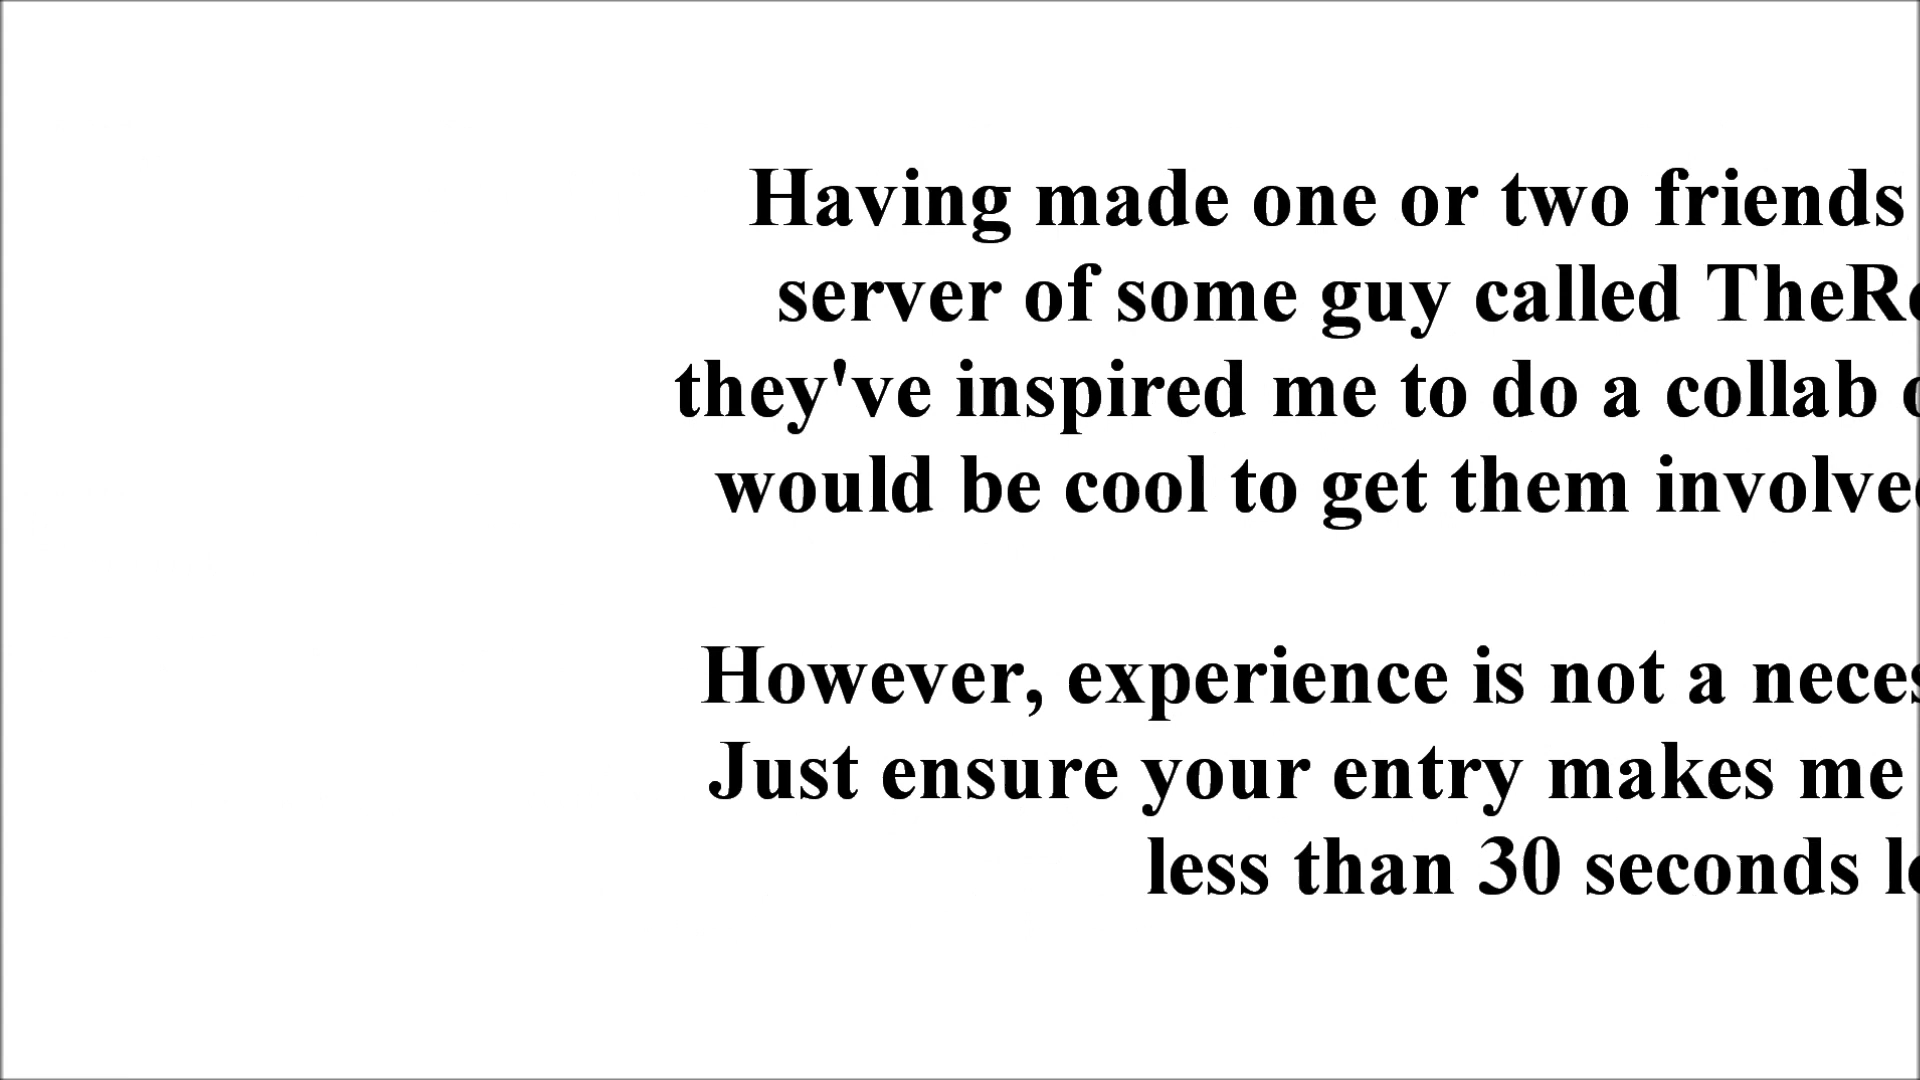 Having made one or two friends
server of some guy called
they've inspired me to do a collab
would be cool to get them
However, experience is not a
Just ensure your entry makes me
less than 30 seconds